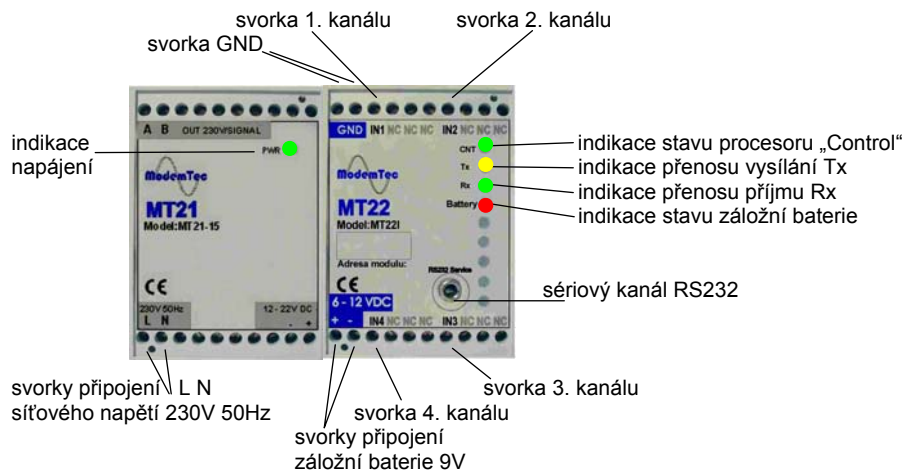 svorka 1. kanálu
svorka 2. kanálu
svorka GND
A B OUT 230V/SIGNAL
GND IN1 NC NC NC IN2 NC NC NC
indikace
napájení
PWR
CNT
Tx
Rx
Battery
indikace stavu procesoru „Control“
indikace přenosu vysílání Tx
indikace přenosu příjmu Rx
indikace stavu záložní baterie
ModemTec
MT21
Model:MT21-15
ModemTec
MT22
Model:MT22I
Adresa modulu:
RS232 Service
sériový kanál RS232
CE
230V 50Hz 12 - 22V DC
L N - +
CE
6 - 12 VDC
+ - IN4 NC NC NC IN3 NC NC NC
svorky připojení L N
síťového napětí 230V 50Hz
svorka 3. kanálu
svorka 4. kanálu
svorky připojení
záložní baterie 9V